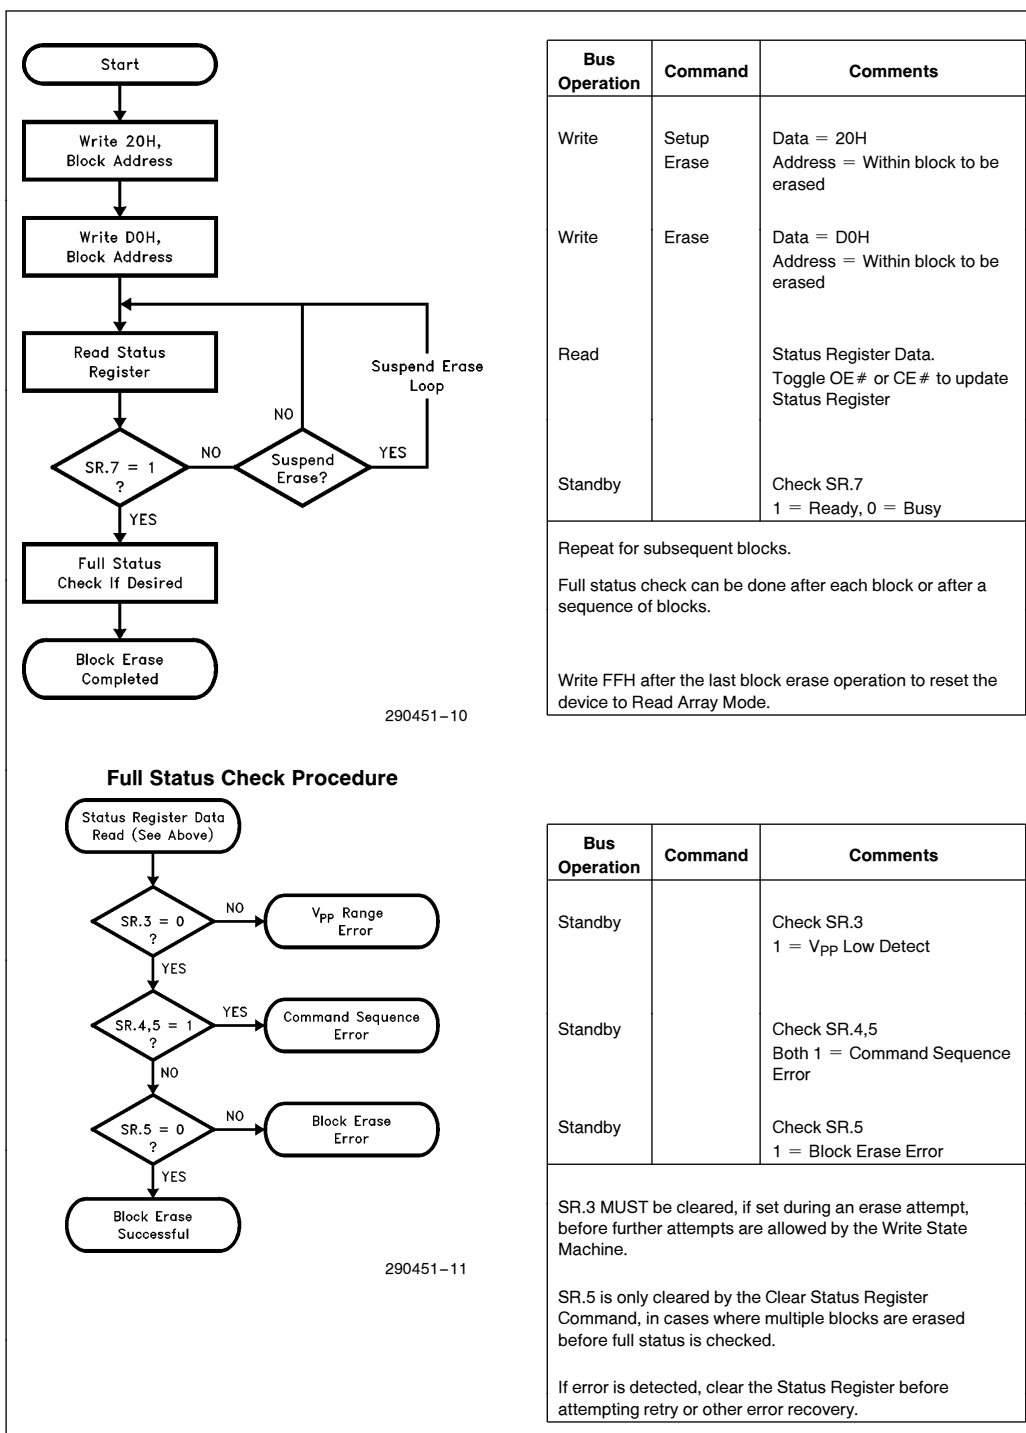 Start
Write 20H,
Block Address
Write D0H,
Block Address
Read Status
Register
Suspend Erase
Loop
NO
SR.7 = 1
?
NO
Suspend
Erase?
YES
YES
Full Status
Check If Desired
Block Erase
Completed
290451–10
Bus
Operation
Command
Comments
Write
Setup
Erase
Data = 20H
Address = Within block to be
erased
Write
Erase
Data = D0H
Address = Within block to be
erased
Read
Status Register Data.
Toggle OE# or CE# to update
Status Register
Standby
Check SR.7
1 = Ready, 0 = Busy
Repeat for subsequent blocks.
Full status check can be done after each block or after a
sequence of blocks.
Write FFH after the last block erase operation to reset the
device to Read Array Mode.
Full Status Check Procedure
Status Register Data
Read (See Above)
SR.3 = 0
?
NO
VPP Range
Error
YES
SR.4,5 = 1
?
YES
Command Sequence
Error
NO
SR.5 = 0
?
NO
Block Erase
Error
YES
Block Erase
Successful
290451–11
Bus
Operation
Command
Comments
Standby
Check SR.3
1 = VPP Low Detect
Standby
Check SR.4,5
Both 1 = Command Sequence
Error
Standby
Check SR.5
1 = Block Erase Error
SR.3 MUST be cleared, if set during an erase attempt,
before further attempts are allowed by the Write State
Machine.
SR.5 is only cleared by the Clear Status Register
Command, in cases where multiple blocks are erased
before full status is checked.
If error is detected, clear the Status Register before
attempting retry or other error recovery.